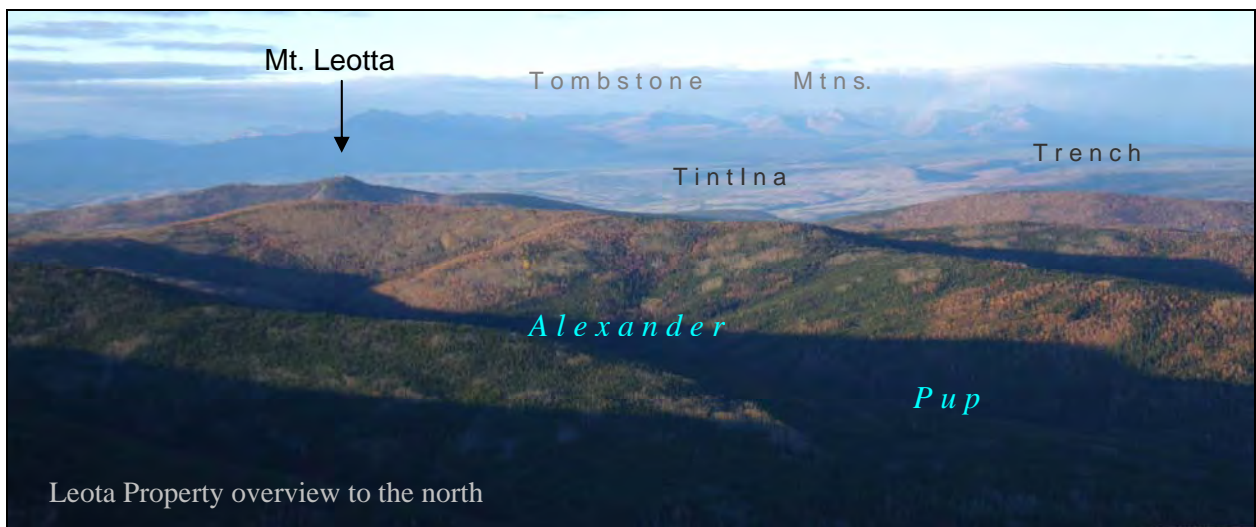 Mt. Leotta
Tombstone Mtns.
Trench
TintIna
Alexander
Pup
Leota Property overview to the north